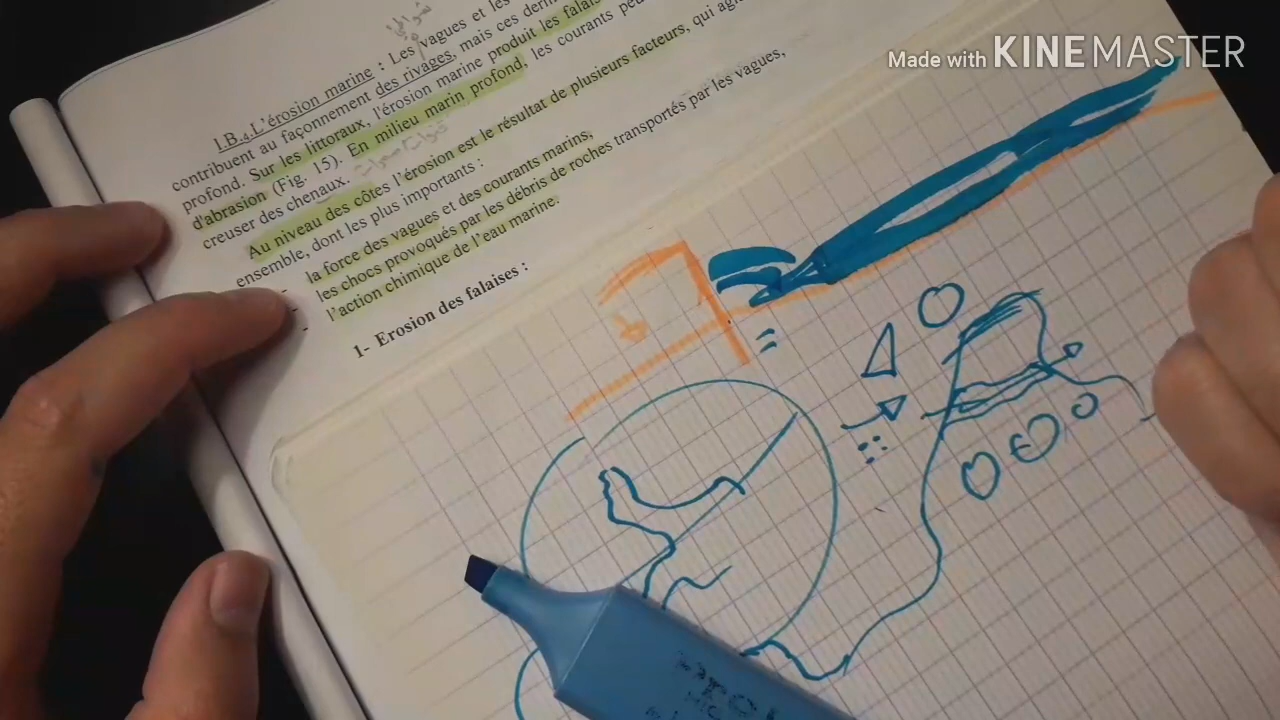 Made with KINEMASTER
شواطئ
I.B.4.L'érosion marine : Les vagues et les
contribuent au façonnement des rivages, mais ces derni
profond. Sur les littoraux, l'érosion marine produit les falais
d'abrasion (Fig. 15). En milieu marin profond, les courants peu
creuser des chenaux.
Au niveau des côtes l'érosion est le résultat de plusieurs facteurs, qui agi
ensemble, dont les plus importants :
- la force des vagues et des courants marins,
- les chocs provoqués par les débris de roches transportés par les vagues,
- l'action chimique de l'eau marine.
1- Erosion des falaises :